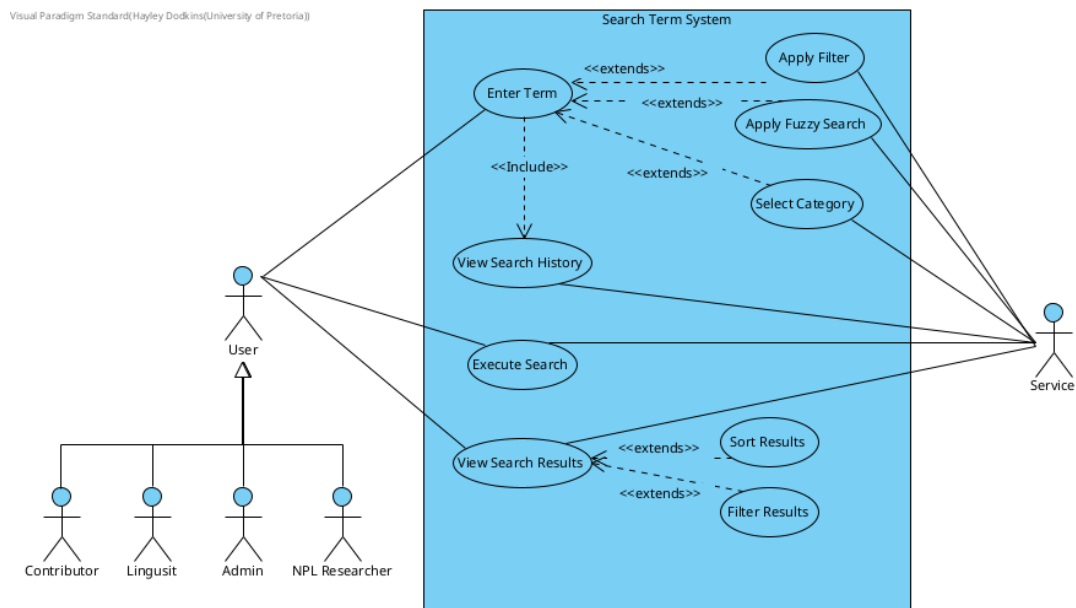 Visual Paradigm Standard(Hayley Dodkins(University of Pretoria))
Search Term System
Apply Filter
<<extends>>
Enter Term
<<extends>>
Apply Fuzzy Search
<<Include>>
<<extends>>
Select Category
View Search History
User
Execute Search
Service
Sort Results
<<extends>>
View Search Results
<<extends>>
Filter Results
Contributor
Lingusit
Admin
NPL Researcher